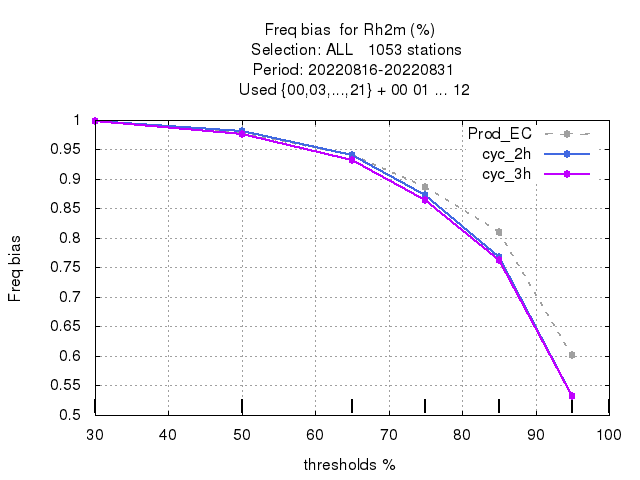 Freq bias  for Rh2m (%)
Selection: ALL   1053 stations
Period: 20220816-20220831
Used {00,03,...,21} + 00 01 ... 12
Prod_EC
cyc_2h
cyc_3h
1
0.95
0.9
0.85
0.8
0.75
0.7
0.65
0.6
0.55
0.5
Freq bias
30 40 50 60 70 80 90 100
thresholds %